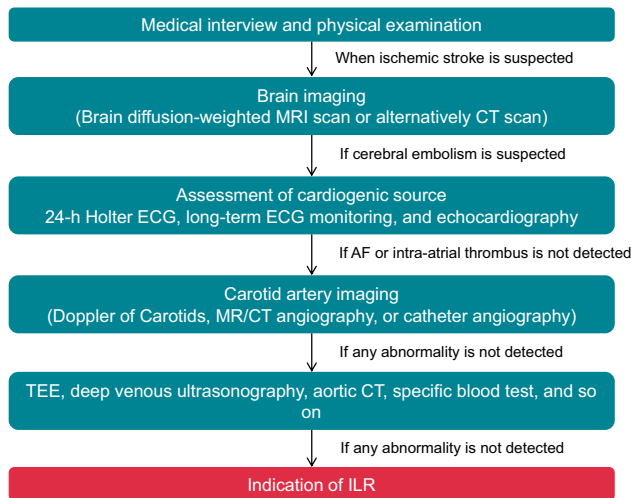 Medical interview and physical examination
When ischemic stroke is suspected
Brain imaging
(Brain diffusion-weighted MRI scan or alternatively CT scan)
If cerebral embolism is suspected
Assessment of cardiogenic source
24-h Holter ECG, long-term ECG monitoring, and echocardiography
If AF or intra-atrial thrombus is not detected
Carotid artery imaging
(Doppler of Carotids, MR/CT angiography, or catheter angiography)
If any abnormality is not detected
TEE, deep venous ultrasonography, aortic CT, specific blood test, and so
on
If any abnormality is not detected
Indication of ILR